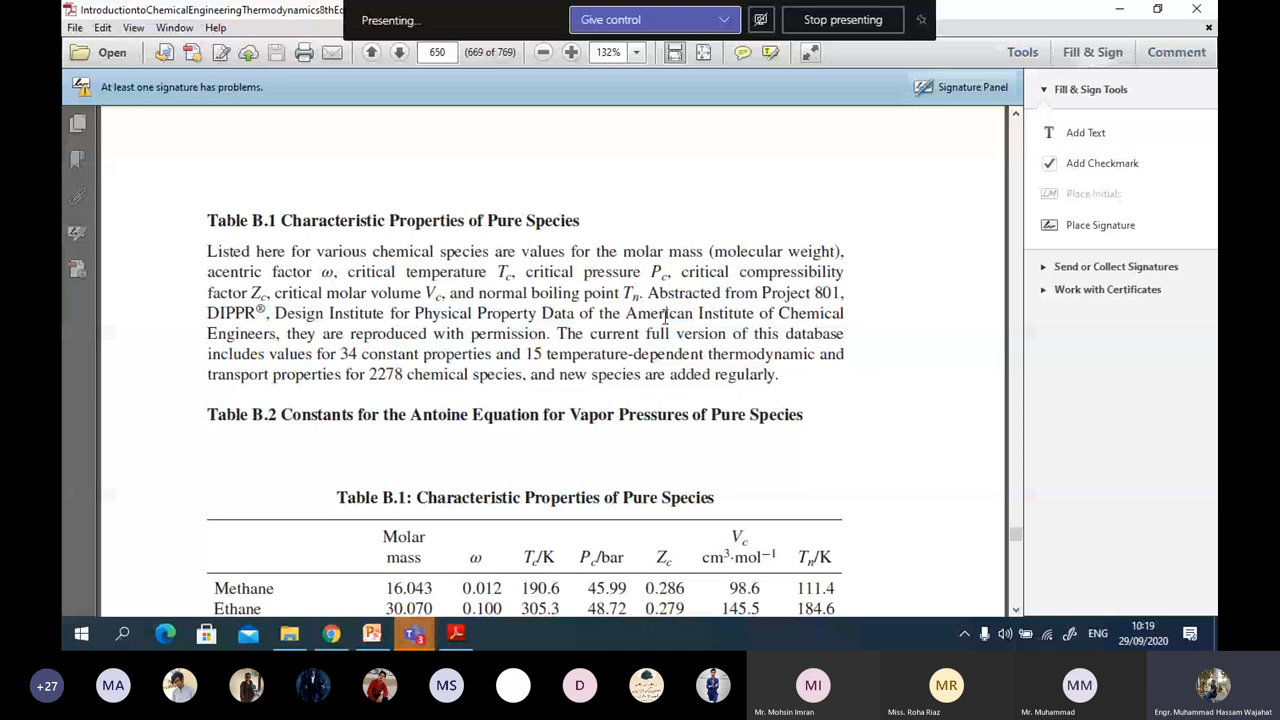 IntroductiontoChemicalEngineeringThermodynamics8thEd
Presenting...
Give control
Stop presenting
File Edit View Window Help
Open
650
(669 of 769)
132%
Tools
Fill & Sign
Comment
At least one signature has problems.
Signature Panel
Fill & Sign Tools
T Add Text
Add Checkmark
Place Initials
Place Signature
Send or Collect Signatures
Work with Certificates
Table B.1 Characteristic Properties of Pure Species
Listed here for various chemical species are values for the molar mass (molecular weight),
acentric factor ω, critical temperature Tc, critical pressure Pc, critical compressibility
factor Zc, critical molar volume Vc, and normal boiling point Tn. Abstracted from Project 801,
DIPPR®, Design Institute for Physical Property Data of the American Institute of Chemical
Engineers, they are reproduced with permission. The current full version of this database
includes values for 34 constant properties and 15 temperature-dependent thermodynamic and
transport properties for 2278 chemical species, and new species are added regularly.
Table B.2 Constants for the Antoine Equation for Vapor Pressures of Pure Species
Table B.1: Characteristic Properties of Pure Species
Molar mass ω Tc/K Pc/bar Zc Vc cm³·mol⁻¹ Tn/K
Methane 16.043 0.012 190.6 45.99 0.286 98.6 111.4
Ethane 30.070 0.100 305.3 48.72 0.279 145.5 184.6
ENG
10:19
29/09/2020
+27
MA
MS
D
MI
MR
MM
Mr. Mohsin Imran
Miss. Roha Riaz
Mr. Muhammad
Engr. Muhammad Hassam Wajahat